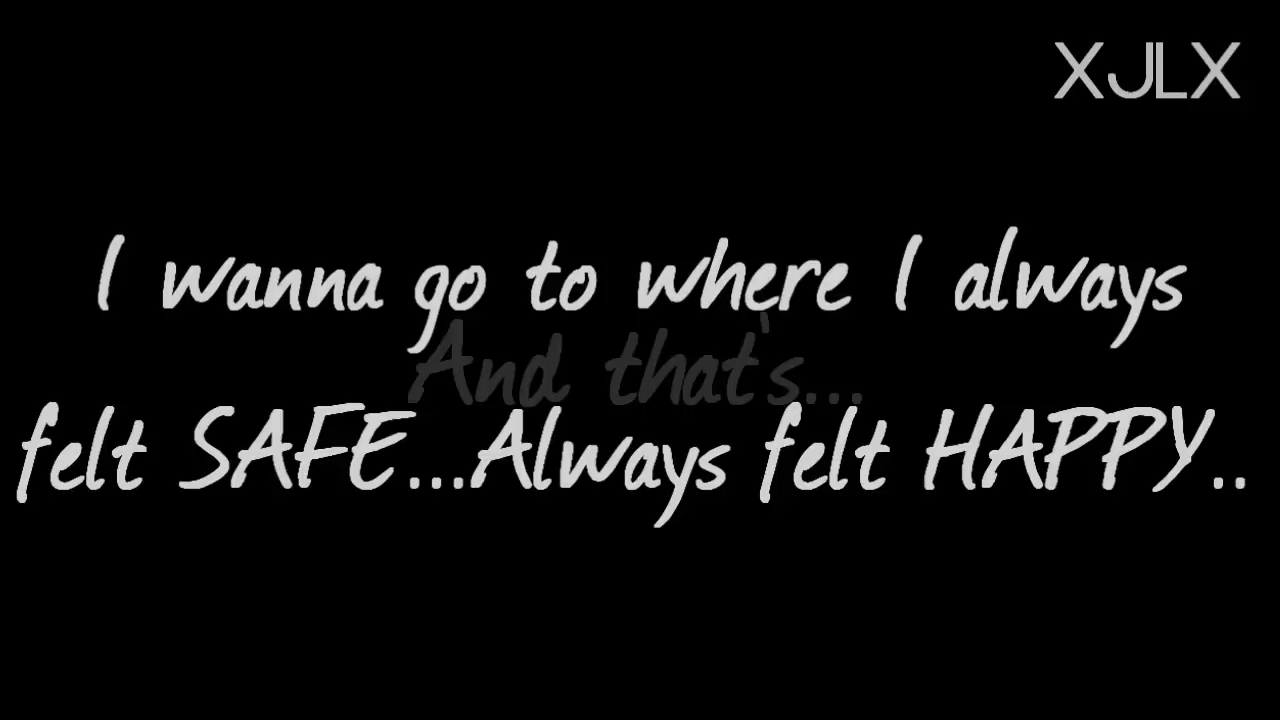 XJLX
I wanna go to where I always
And that's...
felt SAFE...Always felt HAPPY..